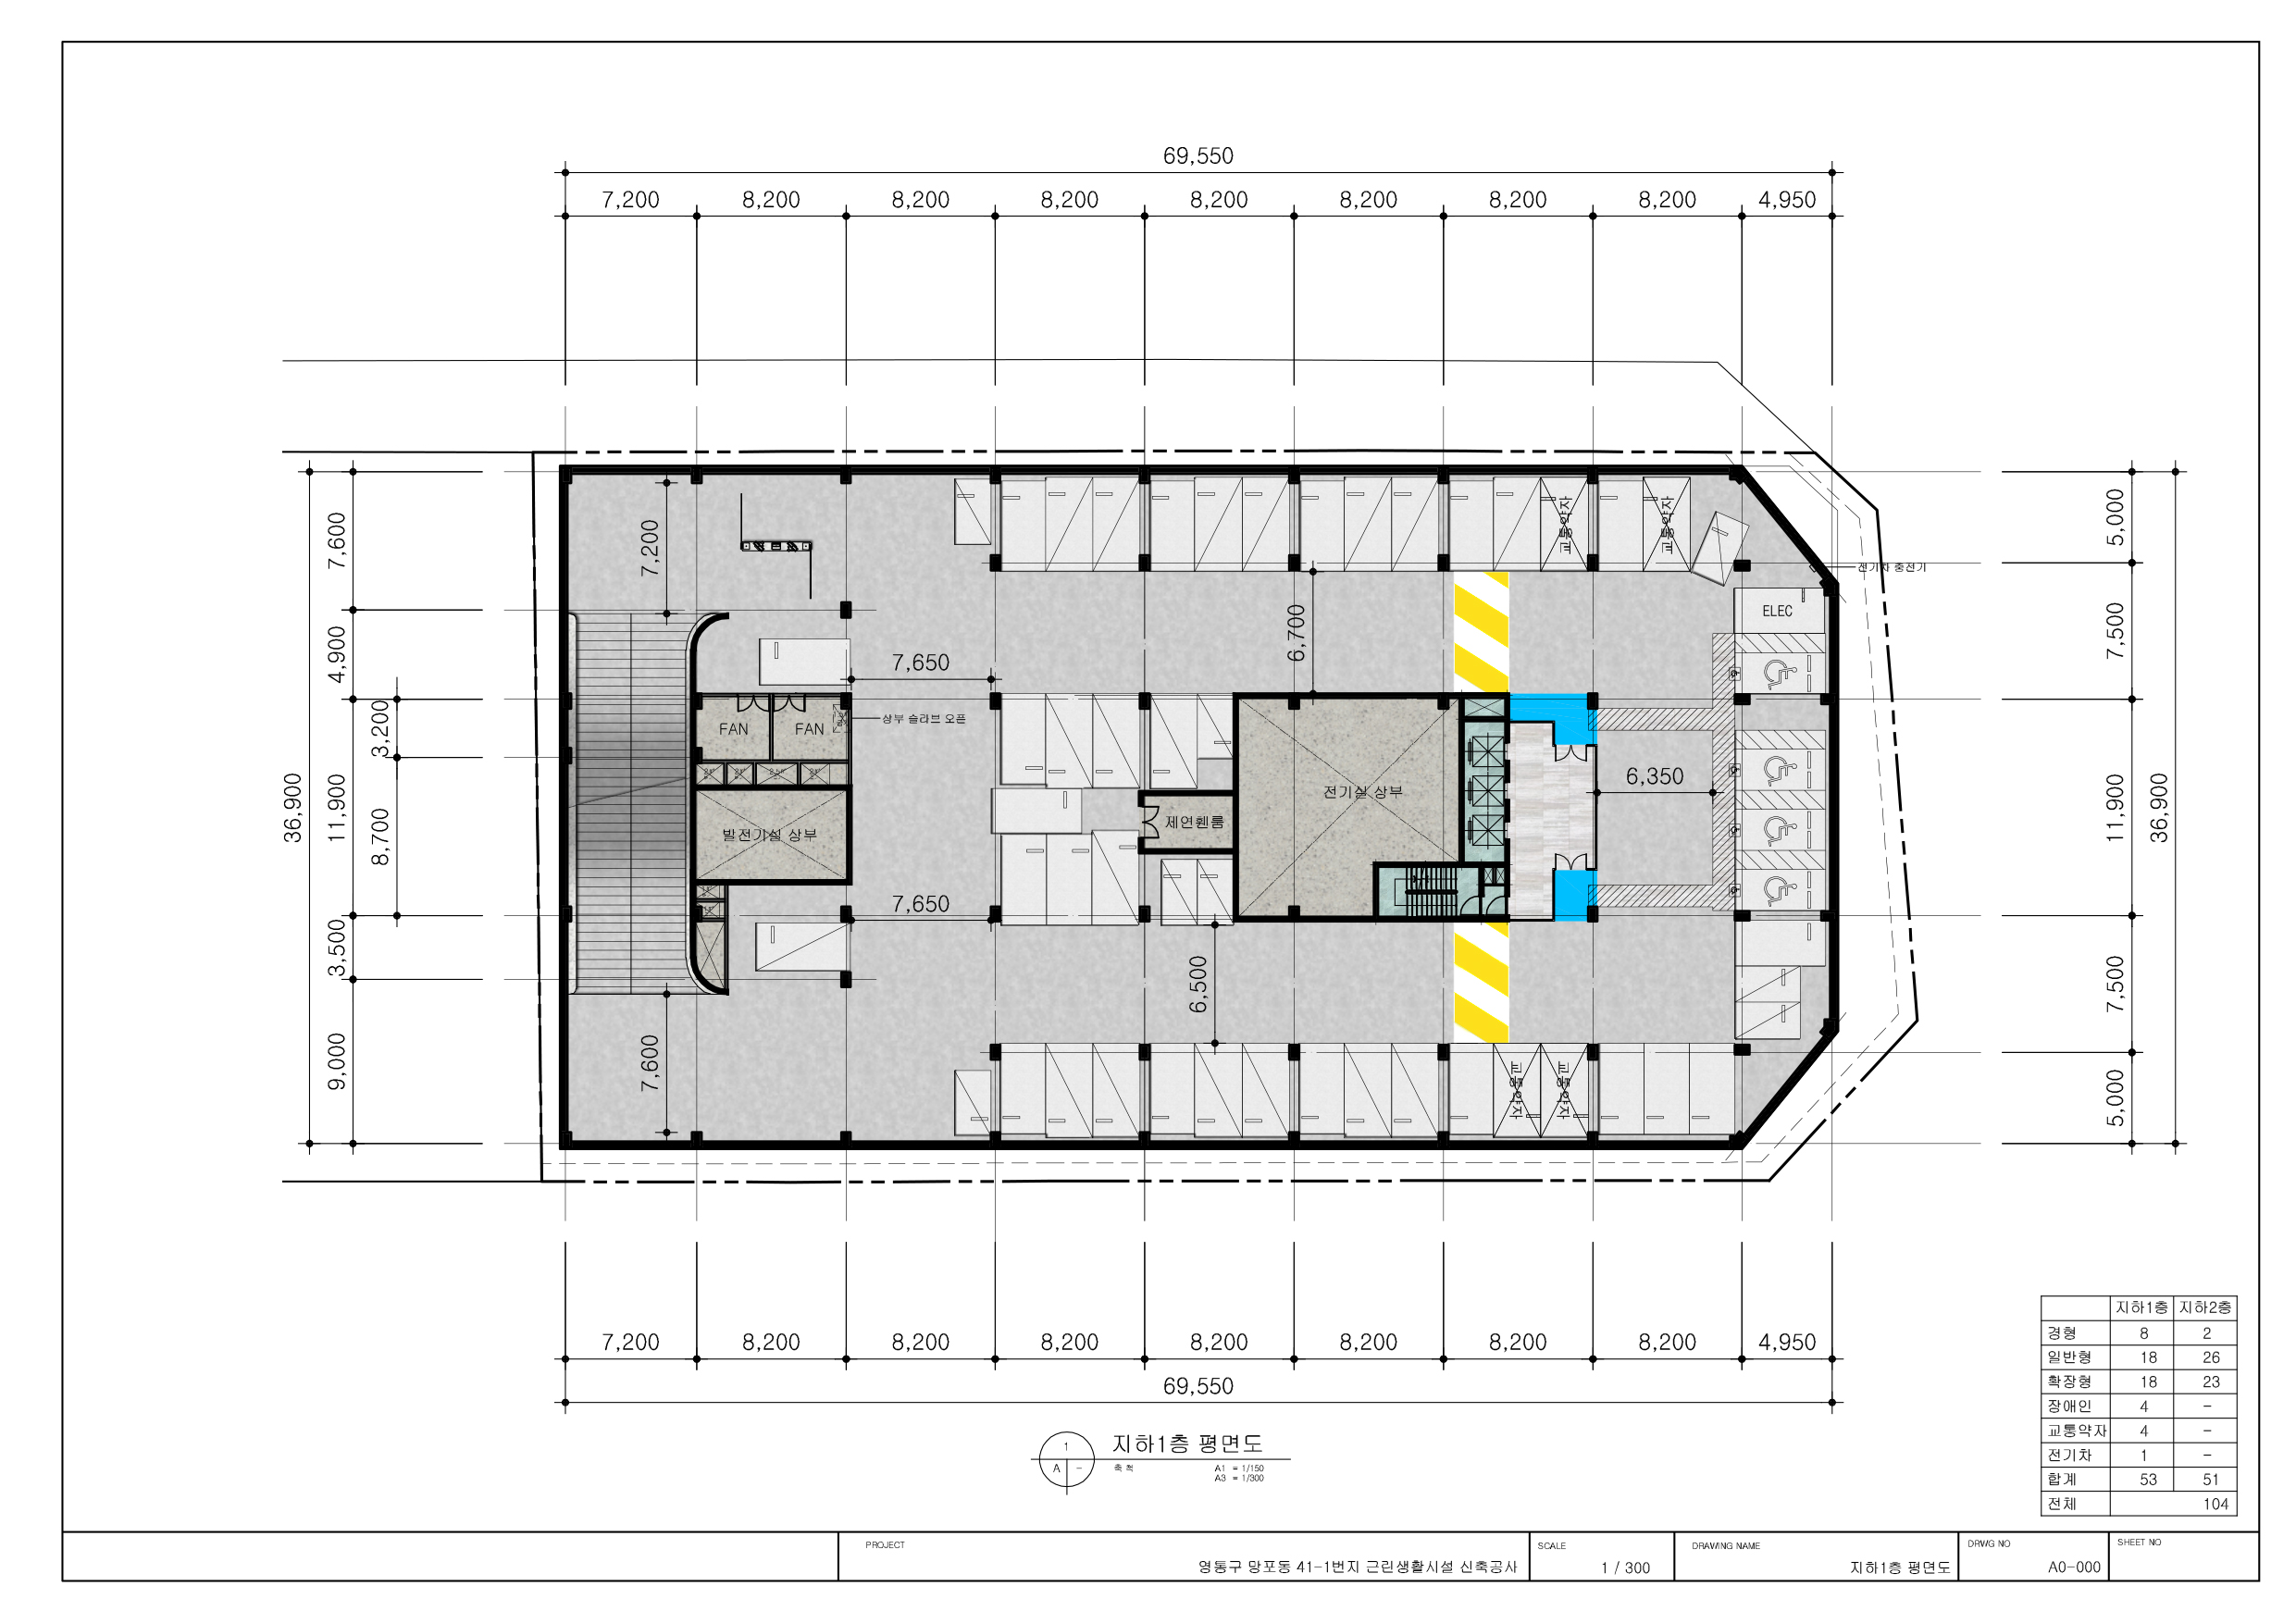 69,550
7,200 8,200 8,200 8,200 8,200 8,200 8,200 8,200 4,950
36,900
7,600
4,900
11,900
3,500
9,000
3,200
8,700
5,000
7,500
11,900
7,500
5,000
36,900
7,200
교통약자
교통약자
전기차 충전기
ELEC
6,700
7,650
FAN
FAN
상부 슬라브 오픈
6,350
전기실 상부
제연휀룸
발전기실 상부
7,650
6,500
7,600
교통약자
교통약자
7,200 8,200 8,200 8,200 8,200 8,200 8,200 8,200 4,950
69,550
1
A -
지하1층 평면도
축 척
A1 = 1/150
A3 = 1/300
지하1층 지하2층
경형 8 2
일반형 18 26
확장형 18 23
장애인 4 -
교통약자 4 -
전기차 1 -
합계 53 51
전체 104
PROJECT
영통구 망포동 41-1번지 근린생활시설 신축공사
SCALE
1 / 300
DRAWING NAME
지하1층 평면도
DRWG NO
A0-000
SHEET NO